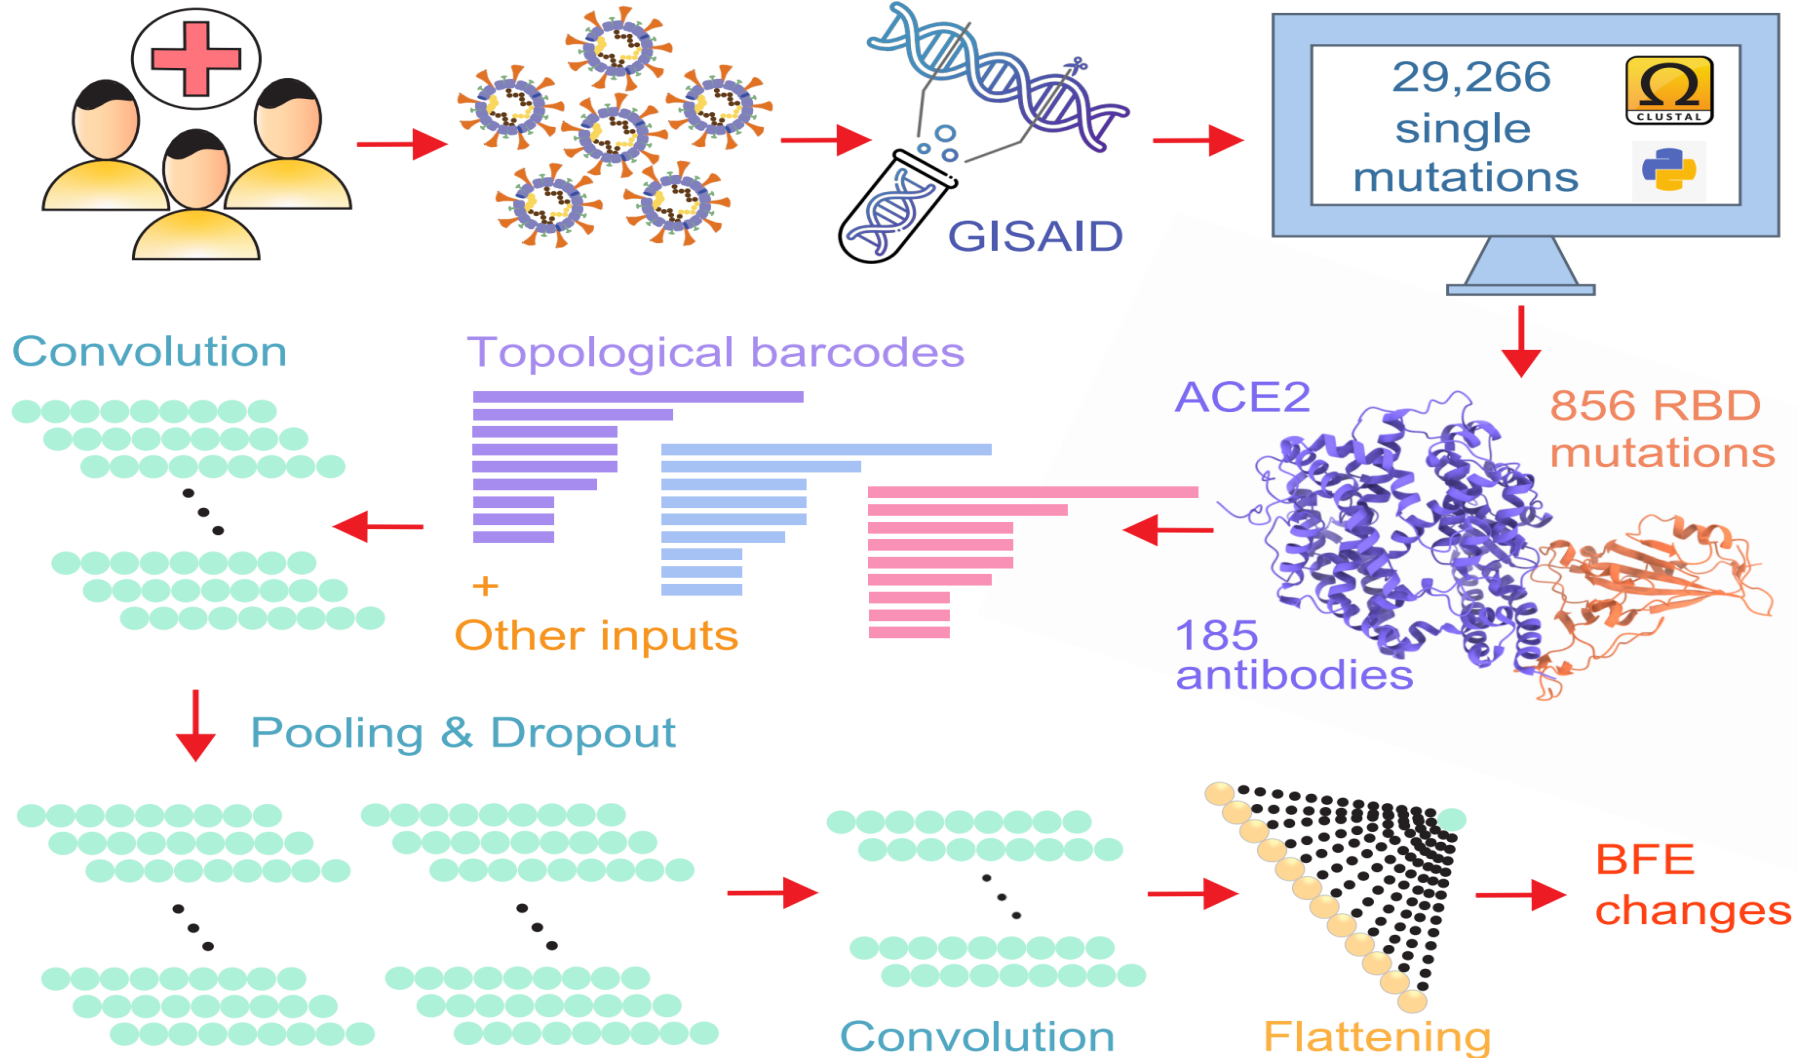 29,266
single
mutations
CLUSTAL
GISAID
Convolution
Topological barcodes
ACE2
856 RBD
mutations
+
Other inputs
185
antibodies
Pooling & Dropout
BFE
changes
Convolution
Flattening